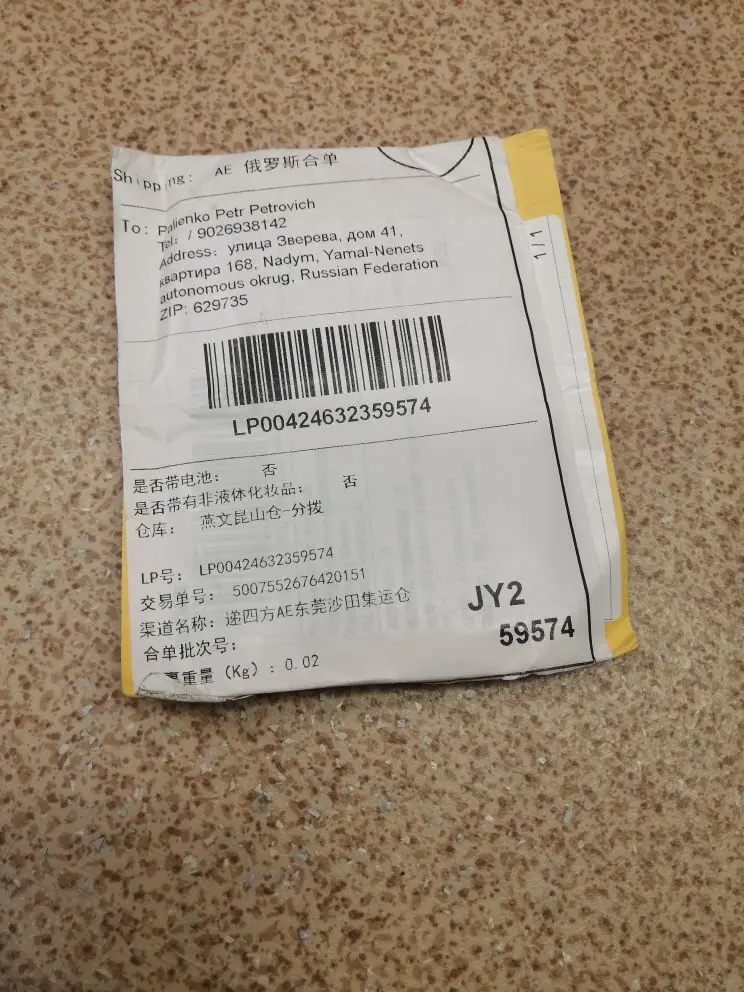 Shipping: AE 俄罗斯合单
To: Palienko Petr Petrovich
Tel: / 9026938142
Address: улица Зверева, дом 41,
квартира 168, Nadym, Yamal-Nenets
autonomous okrug, Russian Federation
ZIP: 629735
1/1
LP00424632359574
是否带电池： 否
是否带有非液体化妆品： 否
仓库： 燕文昆山仓-分拨
LP号： LP00424632359574
交易单号： 5007552676420151
渠道名称：递四方AE东莞沙田集运仓
合单批次号：
重量（Kg）：0.02
JY2
59574